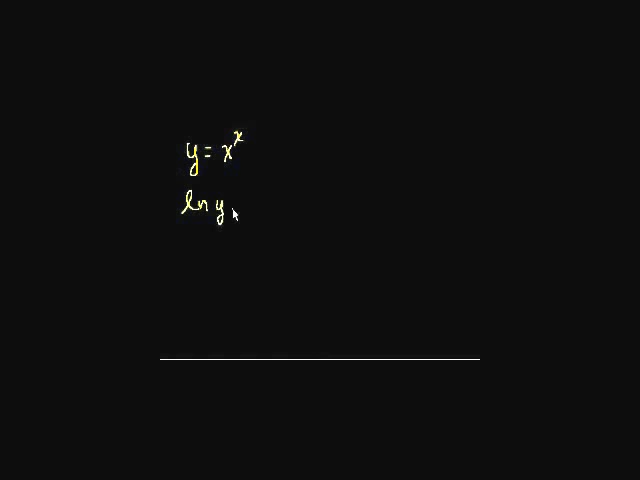 y = x^x
ln y